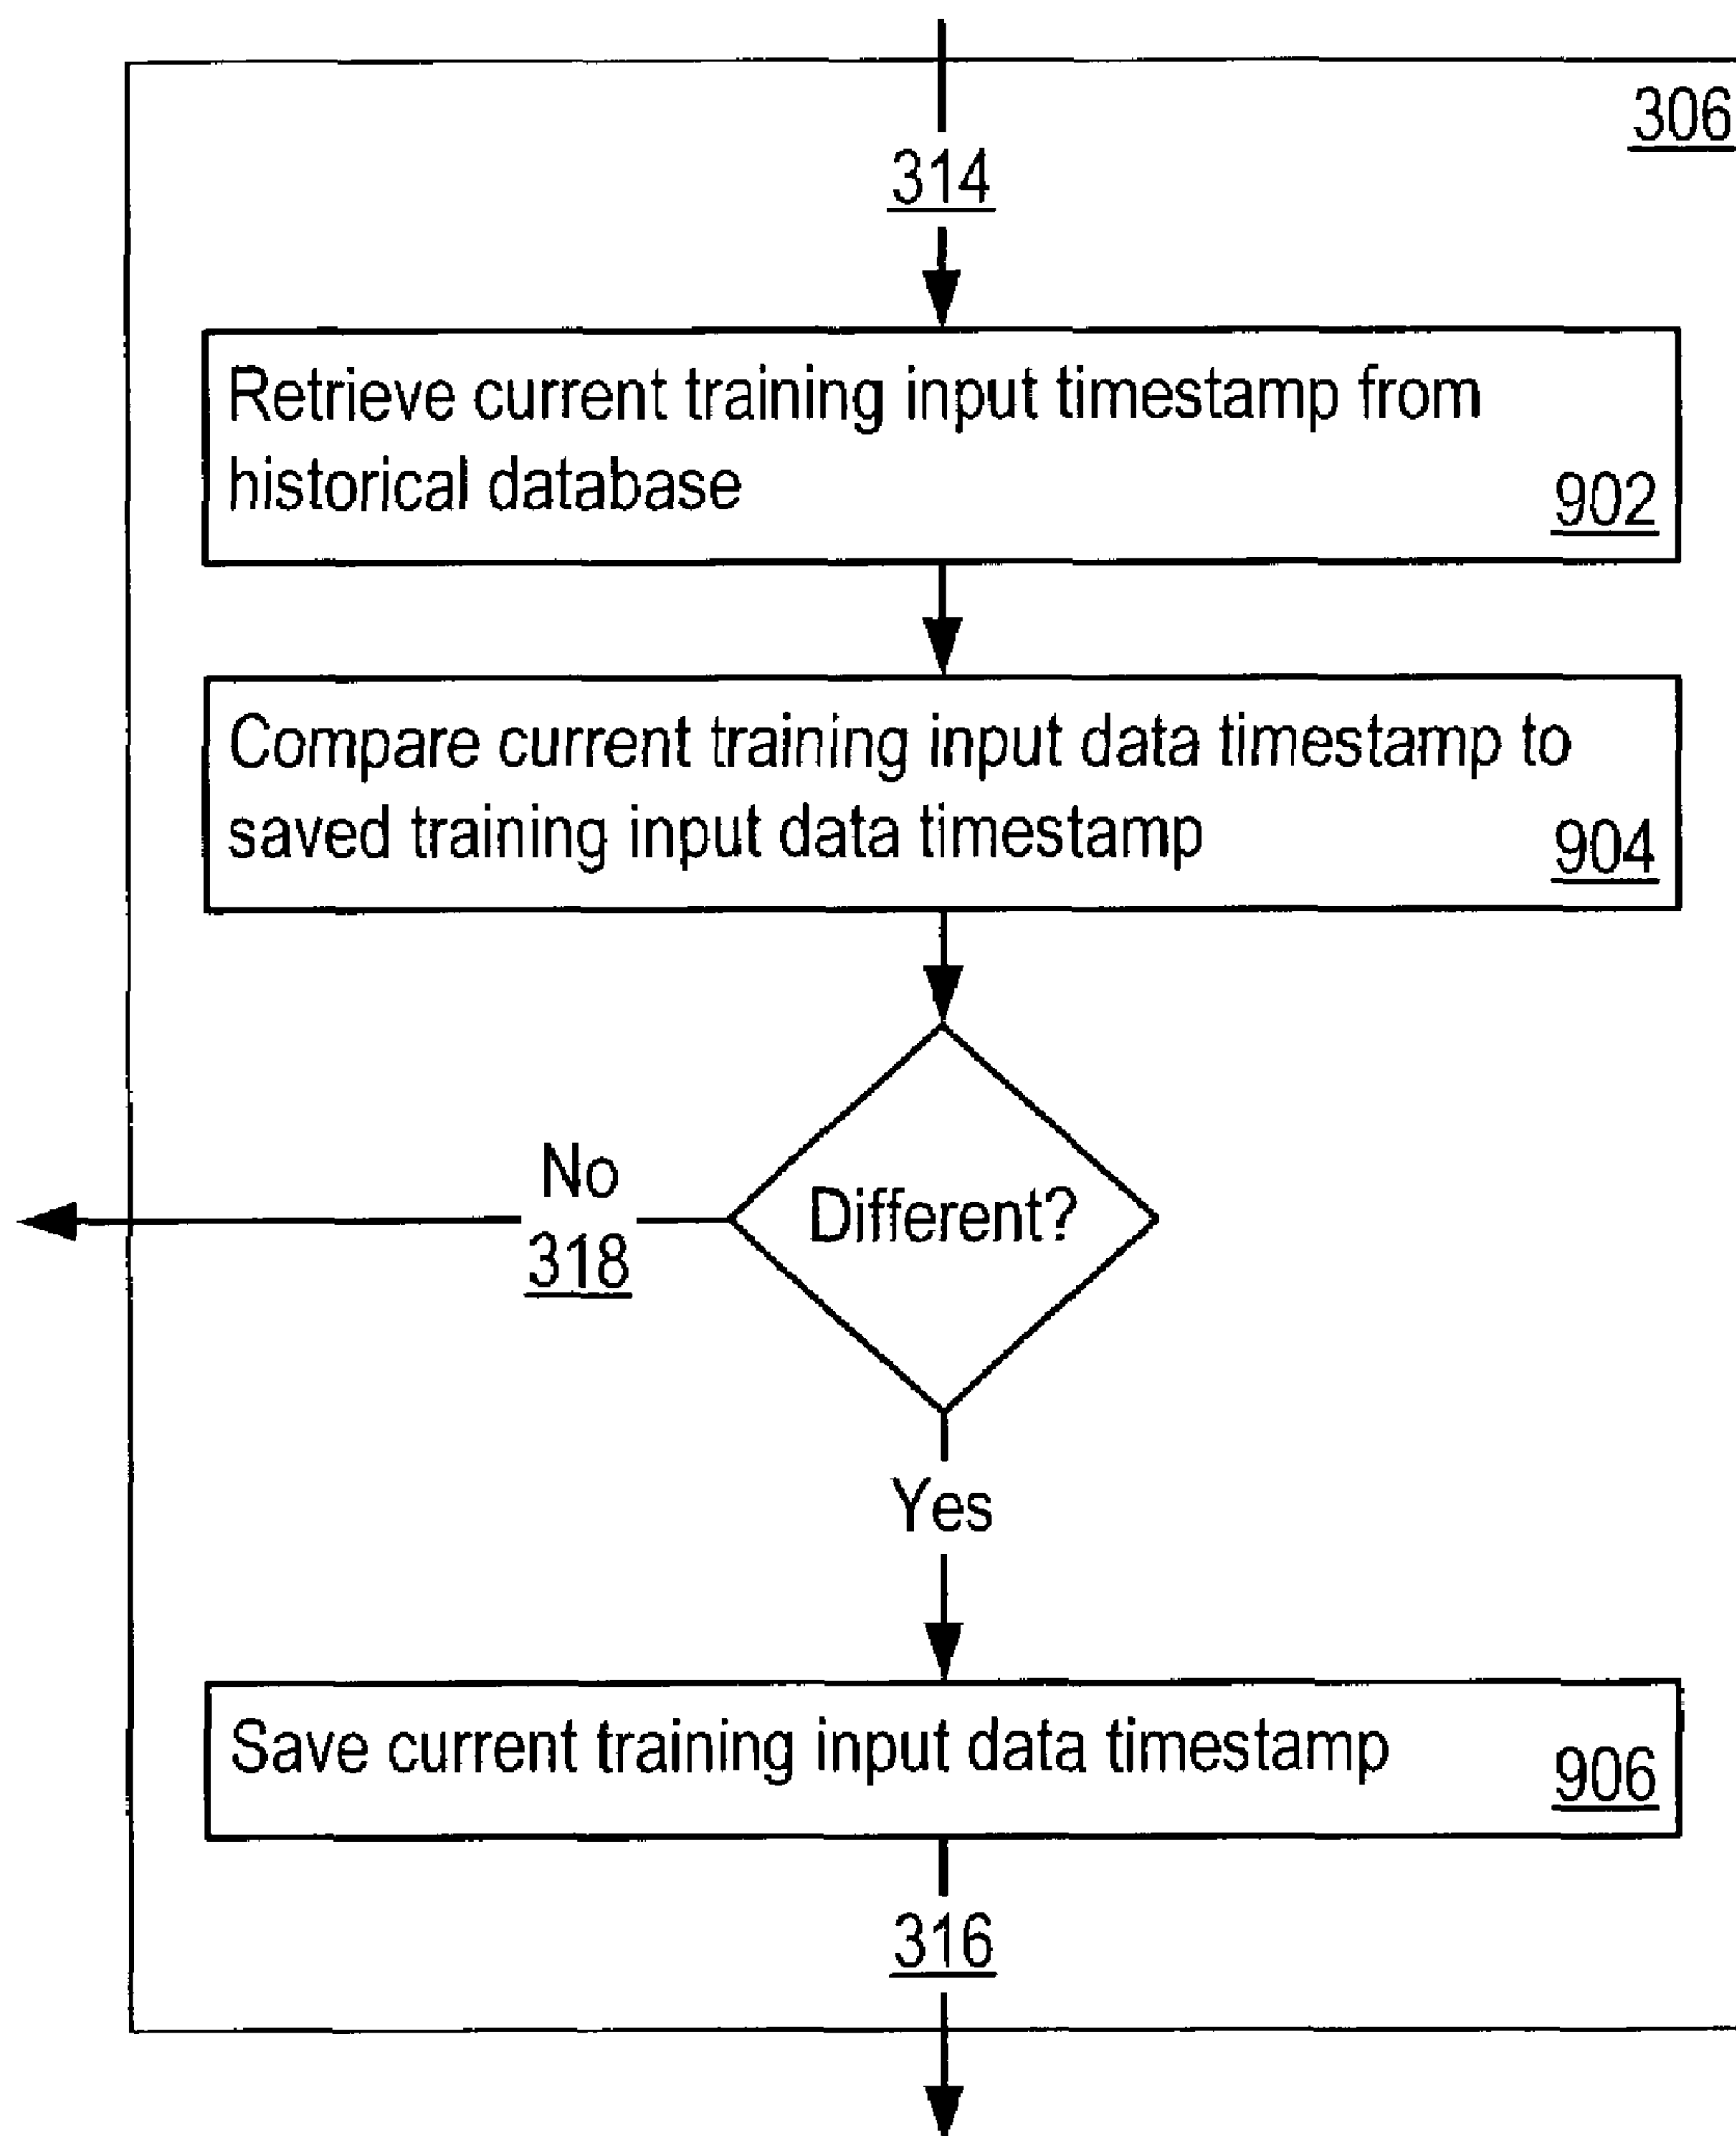 306
314
Retrieve current training input timestamp from
historical database
902
Compare current training input data timestamp to
saved training input data timestamp
904
No
318
Different?
Yes
Save current training input data timestamp
906
316